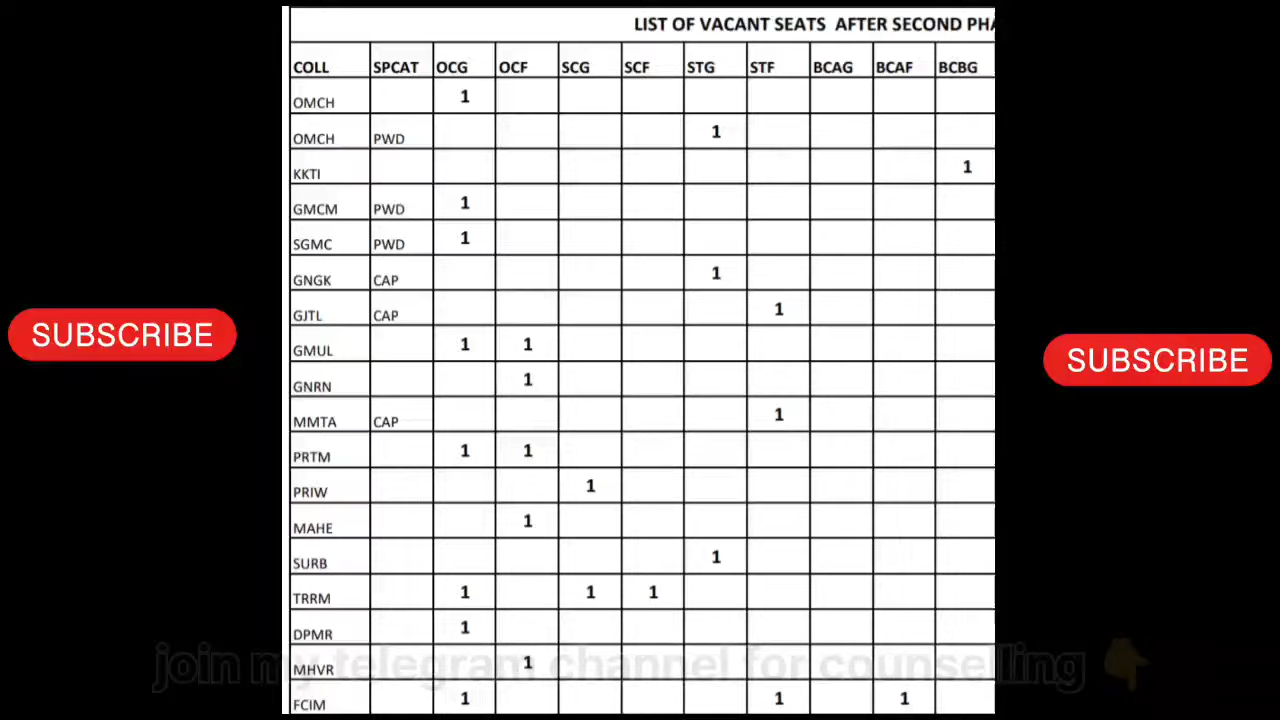 LIST OF VACANT SEATS AFTER SECOND PHA
COLL SPCAT OCG OCF SCG SCF STG STF BCAG BCAF BCBG
OMCH 1
OMCH PWD 1
KKTI 1
GMCM PWD 1
SGMC PWD 1
GNGK CAP 1
GJTL CAP 1
SUBSCRIBE
GMUL 1 1
SUBSCRIBE
GNRN 1
MMTA CAP 1
PRTM 1 1
PRIW 1
MAHE 1
SURB 1
TRRM 1 1 1
DPMR 1
join my telegram channel for counselling 👇
MHVR 1
FCIM 1 1 1